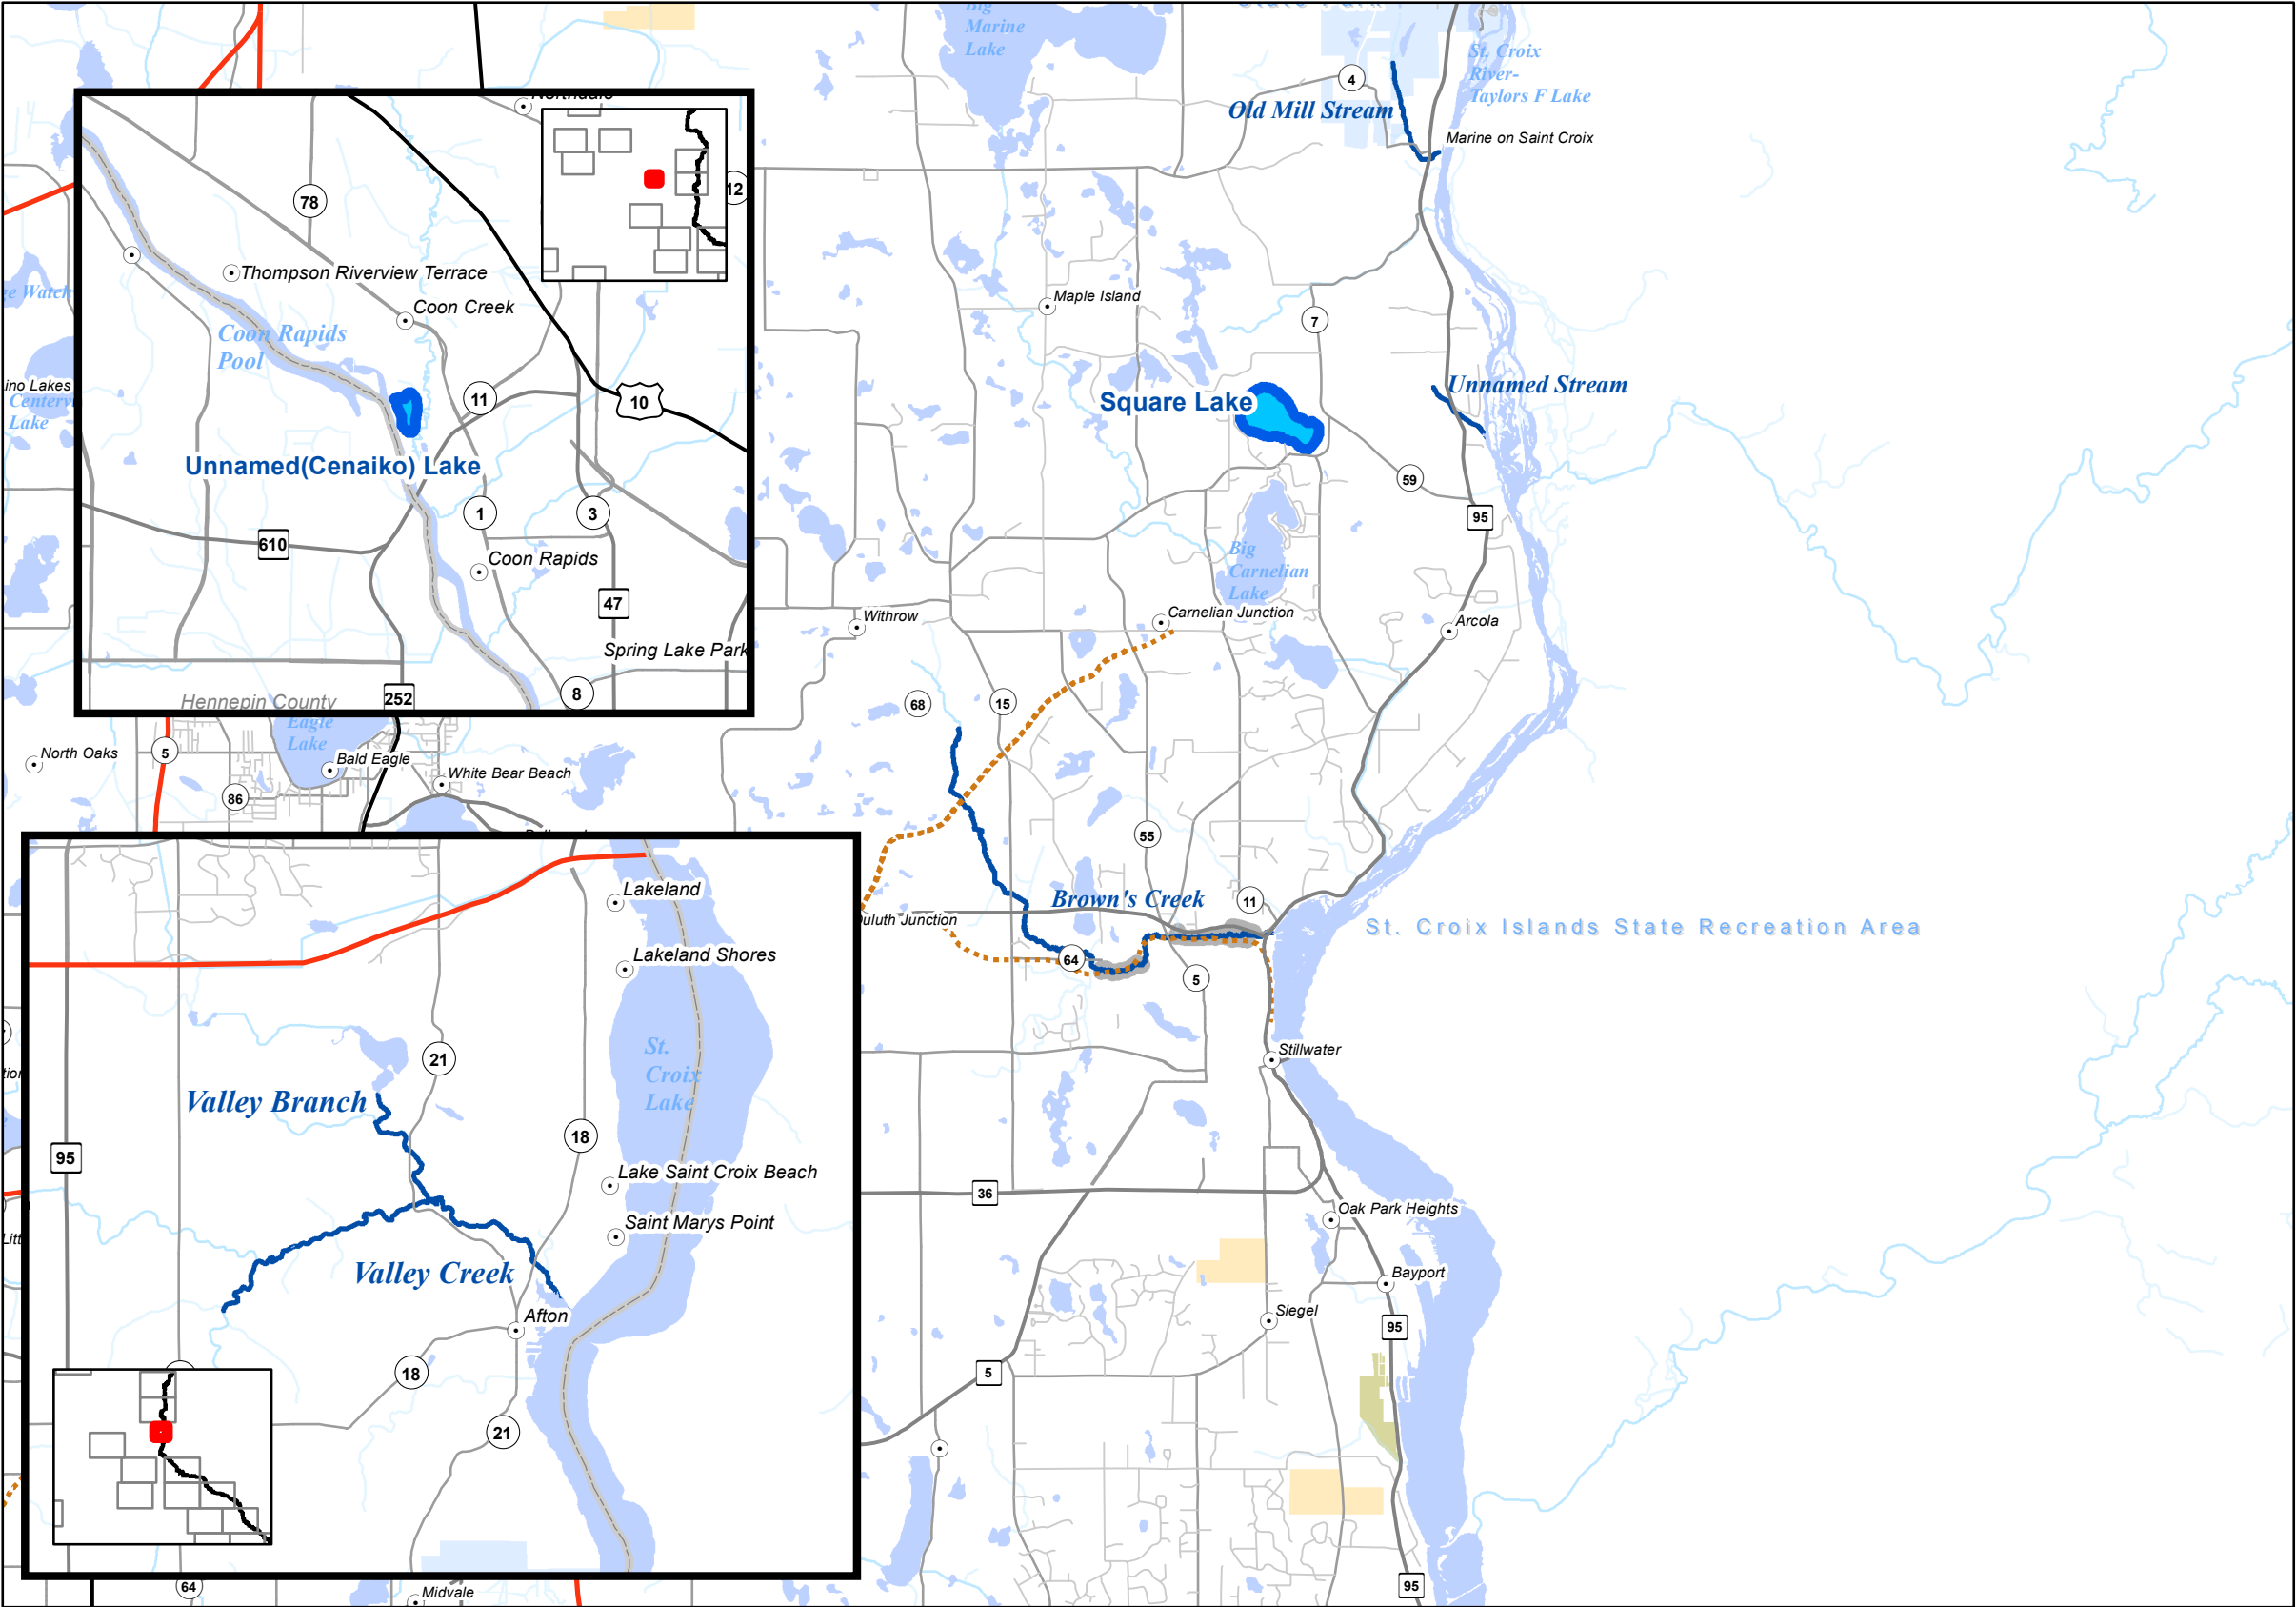 Big
Marine
Lake
State Park
St. Croix
River-
Taylors F Lake
4
Old Mill Stream
Marine on Saint Croix
Northdale
12
78
Thompson Riverview Terrace
Coon Creek
Coon Rapids
Pool
11
10
Unnamed(Cenaiko) Lake
1
3
610
Coon Rapids
47
Spring Lake Park
8
252
Hennepin County
ino Lakes
Lake
Maple Island
7
Square Lake
Unnamed Stream
59
95
Big
Carnelian
Lake
Carnelian Junction
Withrow
Arcola
68
15
North Oaks
5
Eagle
Lake
Bald Eagle
White Bear Beach
86
55
Brown's Creek
11
uluth Junction
64
5
St. Croix Islands State Recreation Area
Stillwater
36
Oak Park Heights
Bayport
Siegel
95
5
95
Lakeland
Lakeland Shores
St.
Croix
Lake
21
Valley Branch
18
95
Lake Saint Croix Beach
Saint Marys Point
Valley Creek
Afton
18
21
64
Midvale